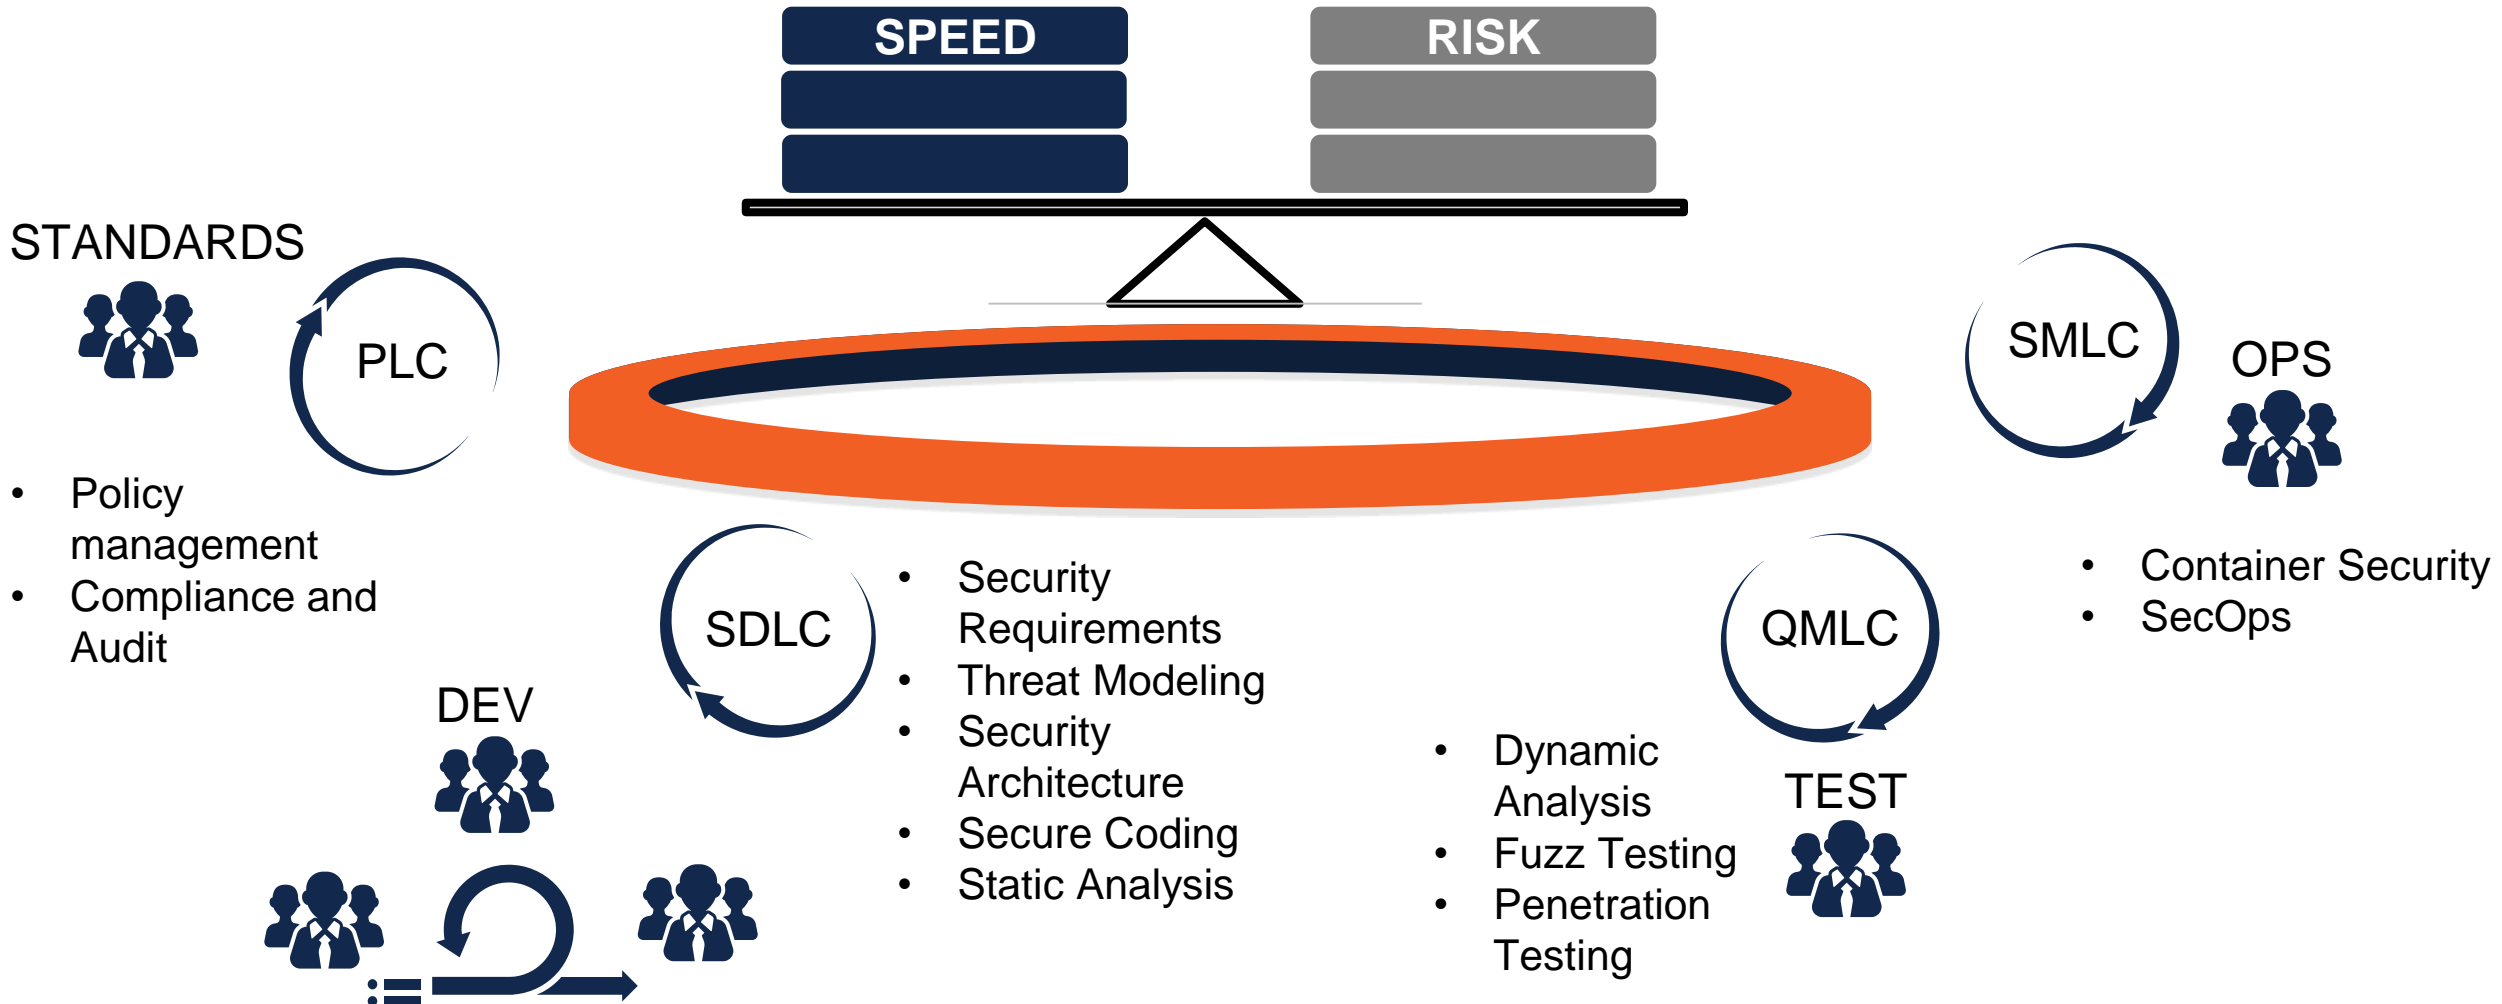 SPEED
RISK
STANDARDS
PLC
• Policy
management
• Compliance and
Audit
DEV
SDLC
• Security
Requirements
• Threat Modeling
• Security
Architecture
• Secure Coding
• Static Analysis
QMLC
• Dynamic
Analysis
• Fuzz Testing
• Penetration
Testing
TEST
SMLC
OPS
• Container Security
• SecOps